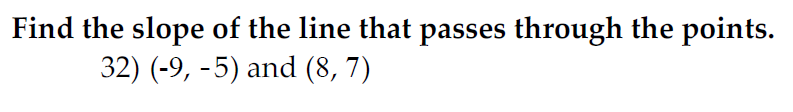 Find the slope of the line that passes through the points.
32) (-9, -5) and (8, 7)